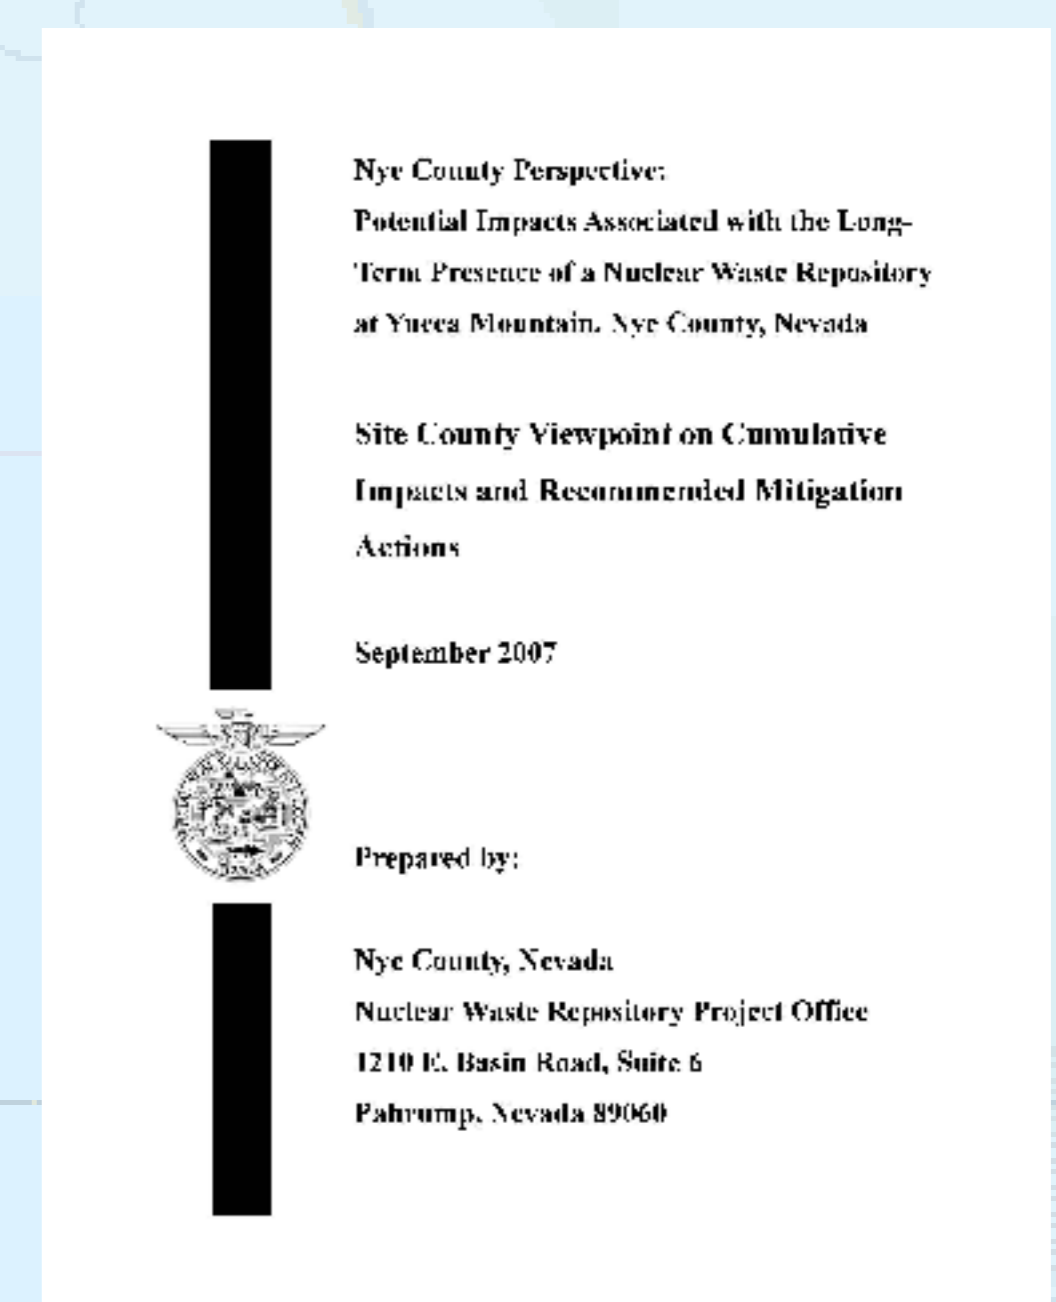 Nye County Perspective:
Potential Impacts Associated with the Long-
Term Presence of a Nuclear Waste Repository
at Yucca Mountain, Nye County, Nevada
Site County Viewpoint on Cumulative
Impacts and Recommended Mitigation
Actions
September 2007
Prepared by:
Nye County, Nevada
Nuclear Waste Repository Project Office
1210 E. Basin Road, Suite 6
Pahrump, Nevada 89060